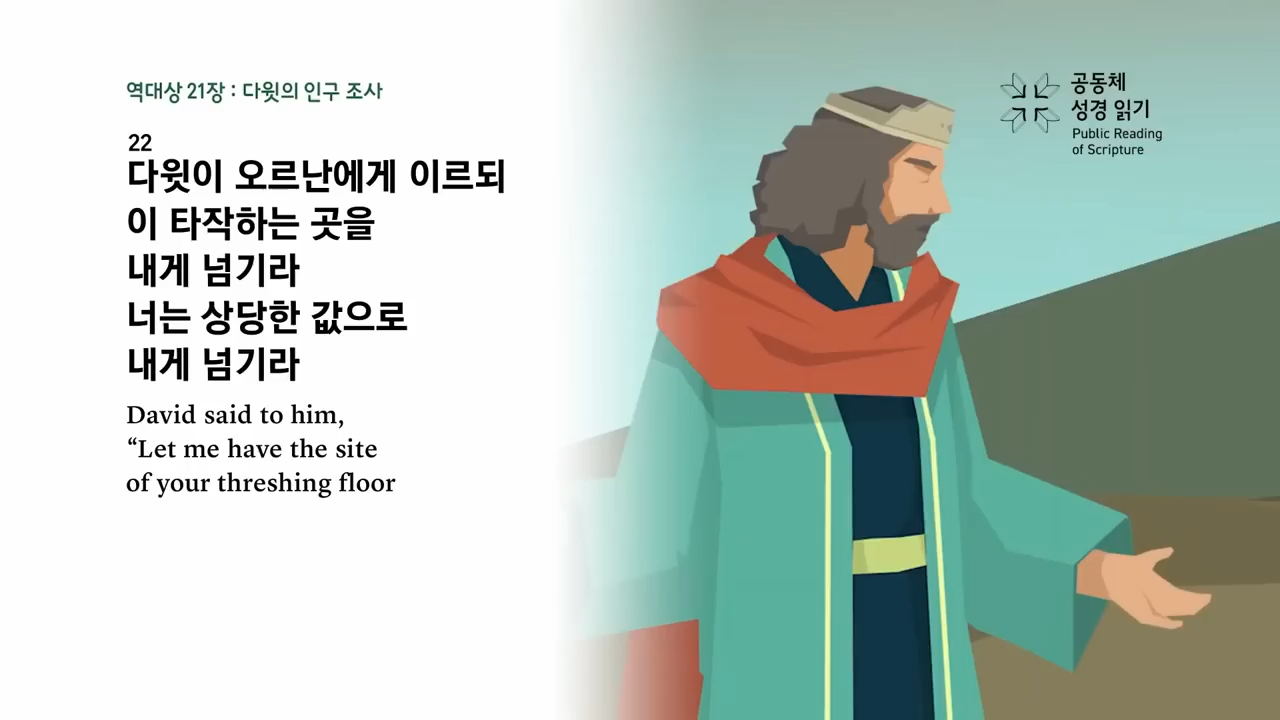 역대상 21장 : 다윗의 인구 조사
22
다윗이 오르난에게 이르되
이 타작하는 곳을
내게 넘기라
너는 상당한 값으로
내게 넘기라
David said to him,
“Let me have the site
of your threshing floor
공동체
성경 읽기
Public Reading
of Scripture